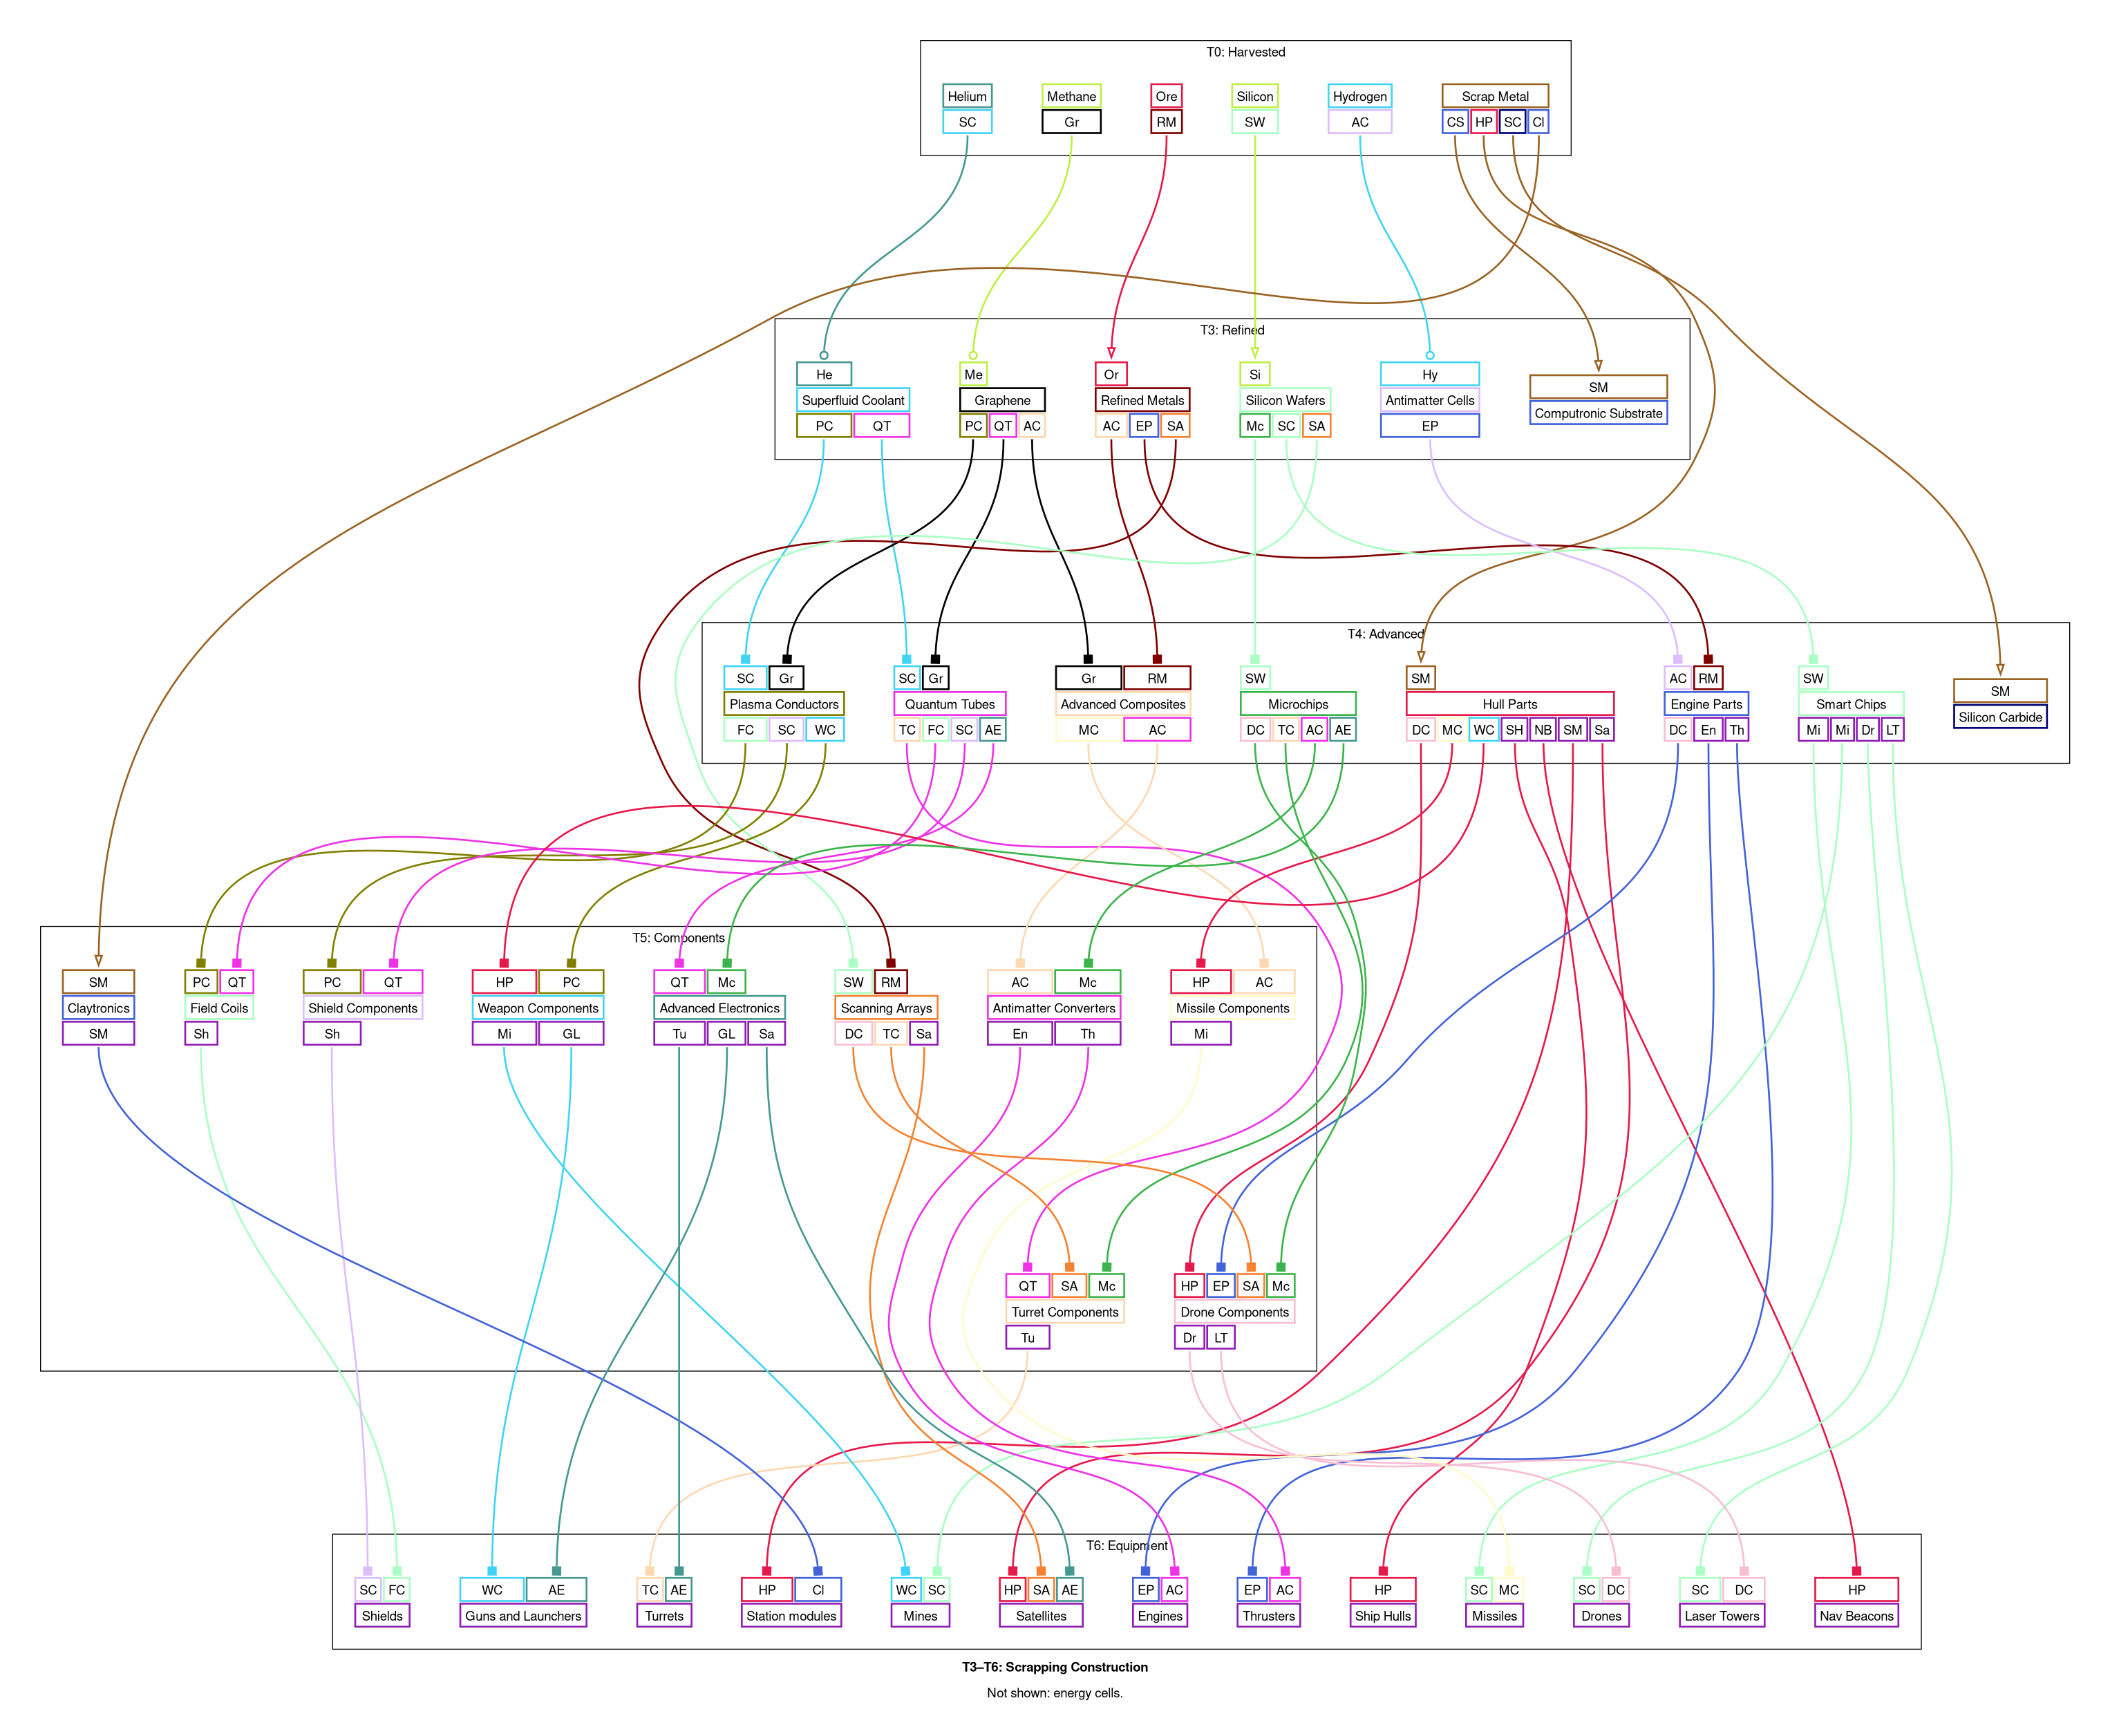 T0: Harvested
Helium Methane Ore Silicon Hydrogen Scrap Metal
SC Gr RM SW AC CS HP SC Cl
T3: Refined
He Me Or Si Hy SM
Superfluid Coolant Graphene Refined Metals Silicon Wafers Antimatter Cells Computronic Substrate
PC QT PC QT AC AC EP SA Mc SC SA EP
T4: Advanced
SC Gr SC Gr Gr RM SW SM AC RM SW SM
Plasma Conductors Quantum Tubes Advanced Composites Microchips Hull Parts Engine Parts Smart Chips Silicon Carbide
FC SC WC TC FC SC AE MC AC DC TC AC AE DC MC WC SH NB SM Sa DC En Th Mi Mi Dr LT
T5: Components
SM PC QT PC QT HP PC QT Mc SW RM AC Mc HP AC
Claytronics Field Coils Shield Components Weapon Components Advanced Electronics Scanning Arrays Antimatter Converters Missile Components
SM Sh Sh Mi GL Tu GL Sa DC TC Sa En Th Mi
QT SA Mc HP EP SA Mc
Turret Components Drone Components
Tu Dr LT
T6: Equipment
SC FC WC AE TC AE HP Cl WC SC HP SA AE EP AC EP AC HP SC MC SC DC SC DC HP
Shields Guns and Launchers Turrets Station modules Mines Satellites Engines Thrusters Ship Hulls Missiles Drones Laser Towers Nav Beacons
T3–T6: Scrapping Construction
Not shown: energy cells.